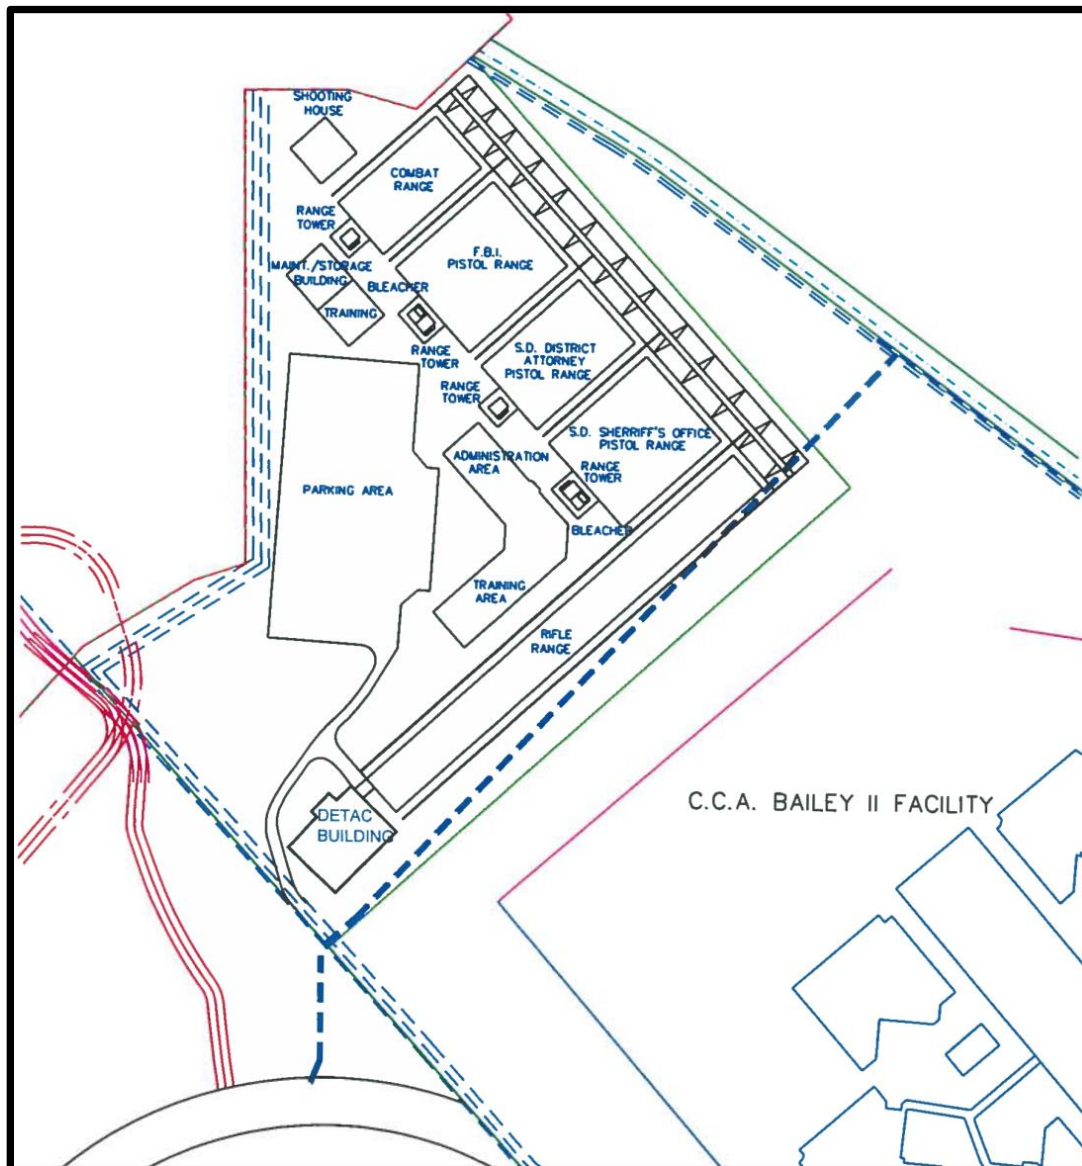 SHOOTING
HOUSE
COMBAT
RANGE
RANGE
TOWER
F.B.I.
PISTOL RANGE
MAINT./STORAGE
BUILDING
BLEACHER
TRAINING
RANGE
TOWER
S.D. DISTRICT
ATTORNEY
PISTOL RANGE
RANGE
TOWER
S.D. SHERRIFF'S OFFICE
PISTOL RANGE
ADMINISTRATION
AREA
RANGE
TOWER
PARKING AREA
BLEACHER
TRAINING
AREA
RIFLE
RANGE
C.C.A. BAILEY II FACILITY
DETAC
BUILDING